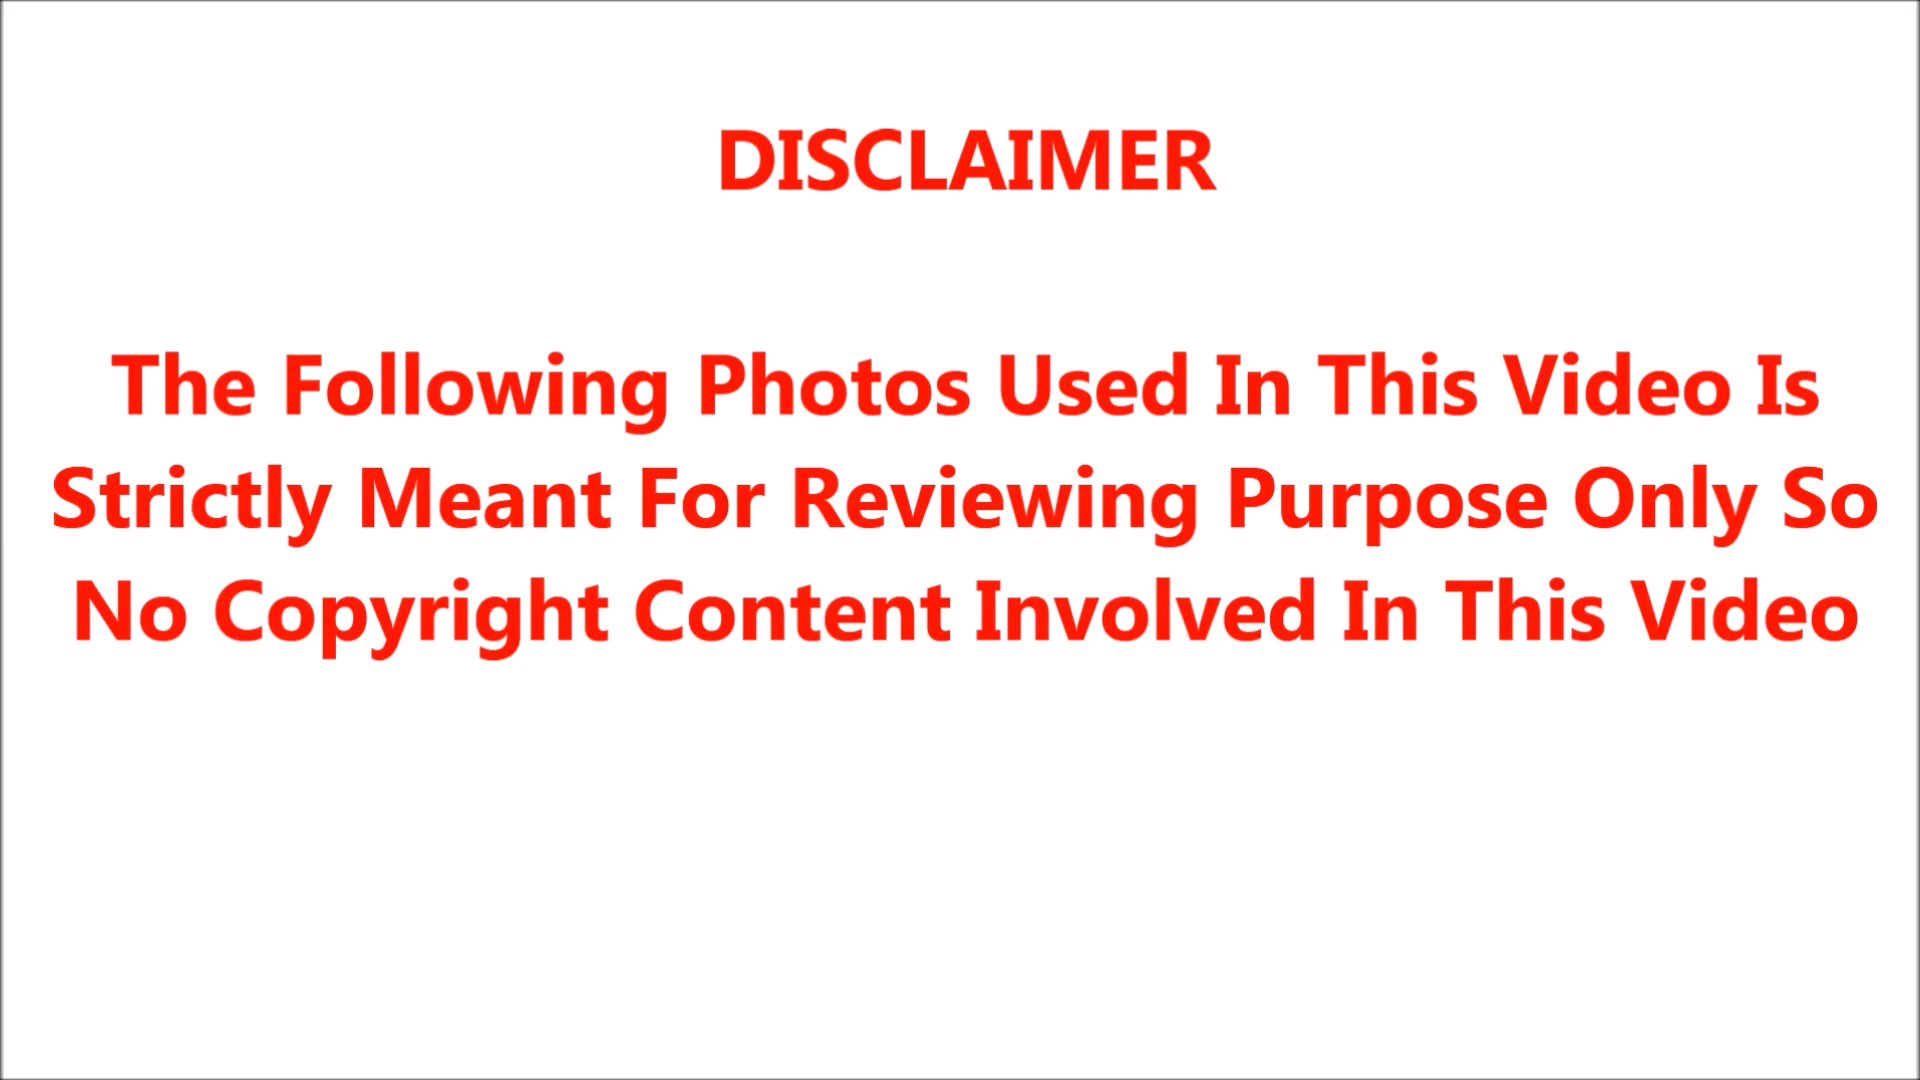 DISCLAIMER
The Following Photos Used In This Video Is
Strictly Meant For Reviewing Purpose Only So
No Copyright Content Involved In This Video